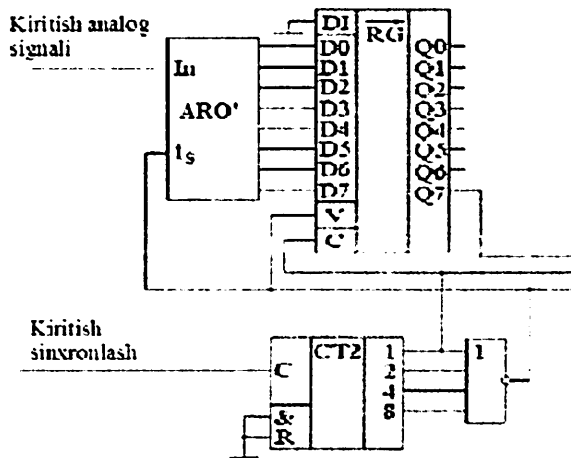 Kiritish analog
signali
In
ARO'
ts
DI
D0
D1
D2
D3
D4
D5
D6
D7
V
C
RG
Q0
Q1
Q2
Q3
Q4
Q5
Q6
Q7
Kiritish
sinxronlash
C
&
R
CT2
1
2
4
8
1